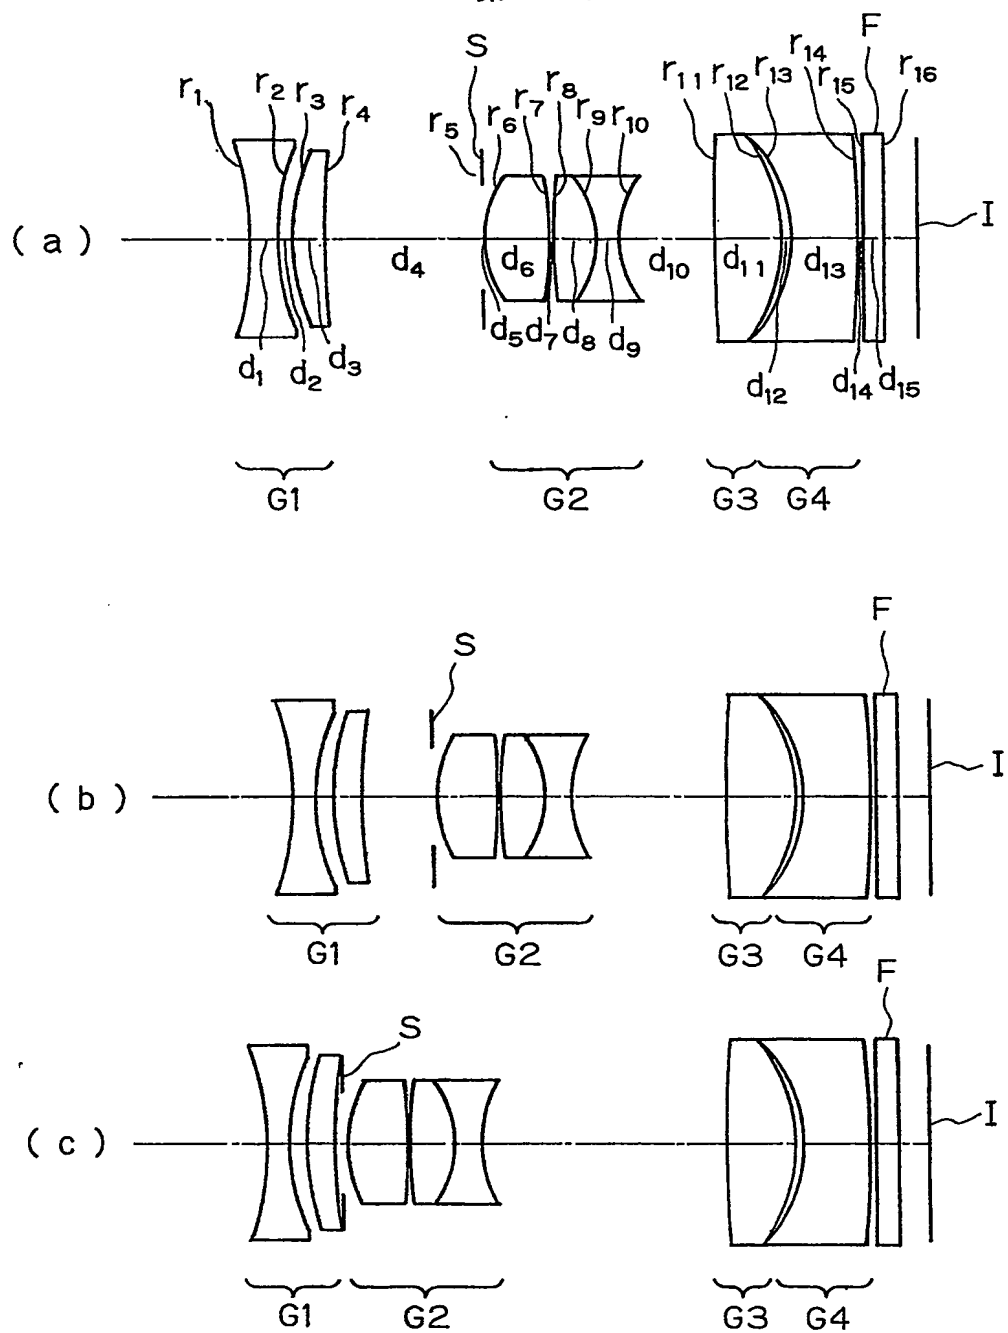 S
F
r₁ r₂ r₃ r₄ r₅ r₆ r₇ r₈ r₉ r₁₀ r₁₁ r₁₂ r₁₃ r₁₄ r₁₅ r₁₆
(a)
I
d₄ d₆ d₁₀ d₁₁ d₁₃
d₁ d₂ d₃ d₅ d₇ d₈ d₉ d₁₂ d₁₄ d₁₅
G1 G2 G3 G4
F
S
(b)
I
G1 G2 G3 G4
F
S
(c)
I
G1 G2 G3 G4